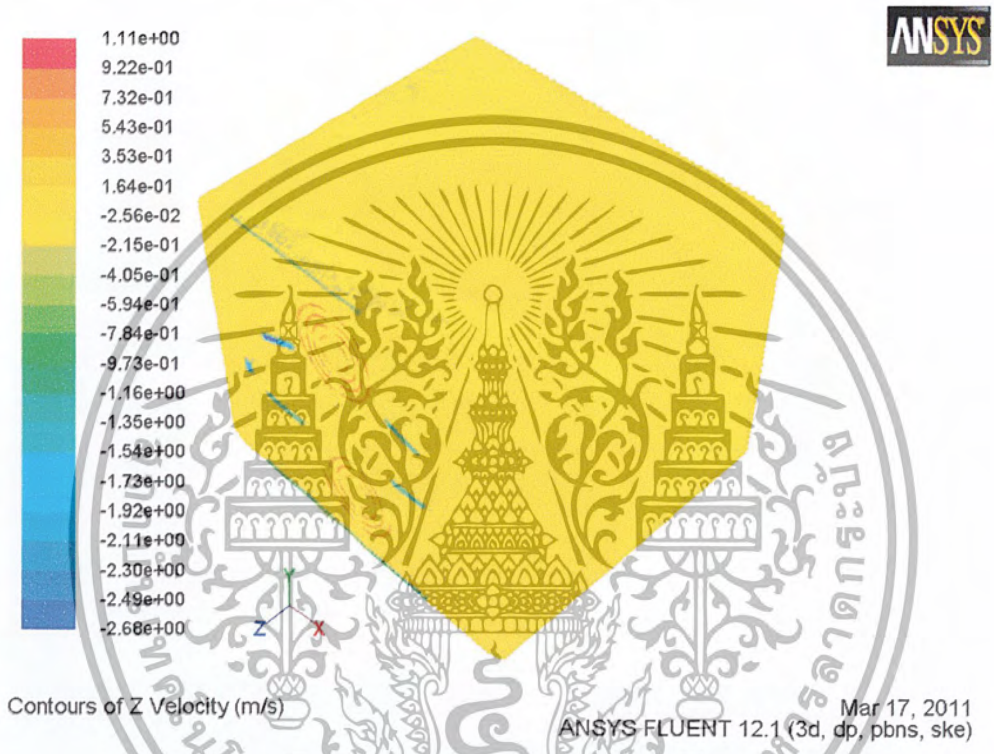 ANSYS
1.11e+00
9.22e-01
7.32e-01
5.43e-01
3.53e-01
1.64e-01
-2.56e-02
-2.15e-01
-4.05e-01
-5.94e-01
-7.84e-01
-9.73e-01
-1.16e+00
-1.35e+00
-1.54e+00
-1.73e+00
-1.92e+00
-2.11e+00
-2.30e+00
-2.49e+00
-2.68e+00
Y
Z X
Contours of Z Velocity (m/s)
Mar 17, 2011
ANSYS FLUENT 12.1 (3d, dp, pbns, ske)